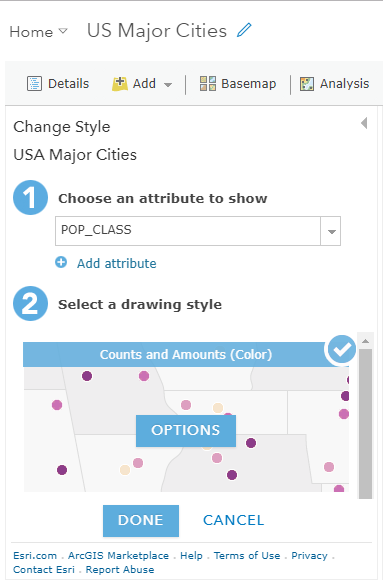 Home US Major Cities
Details Add Basemap Analysis
Change Style
USA Major Cities
1 Choose an attribute to show
POP_CLASS
Add attribute
2 Select a drawing style
Counts and Amounts (Color)
OPTIONS
DONE CANCEL
Esri.com . ArcGIS Marketplace . Help . Terms of Use . Privacy .
Contact Esri . Report Abuse